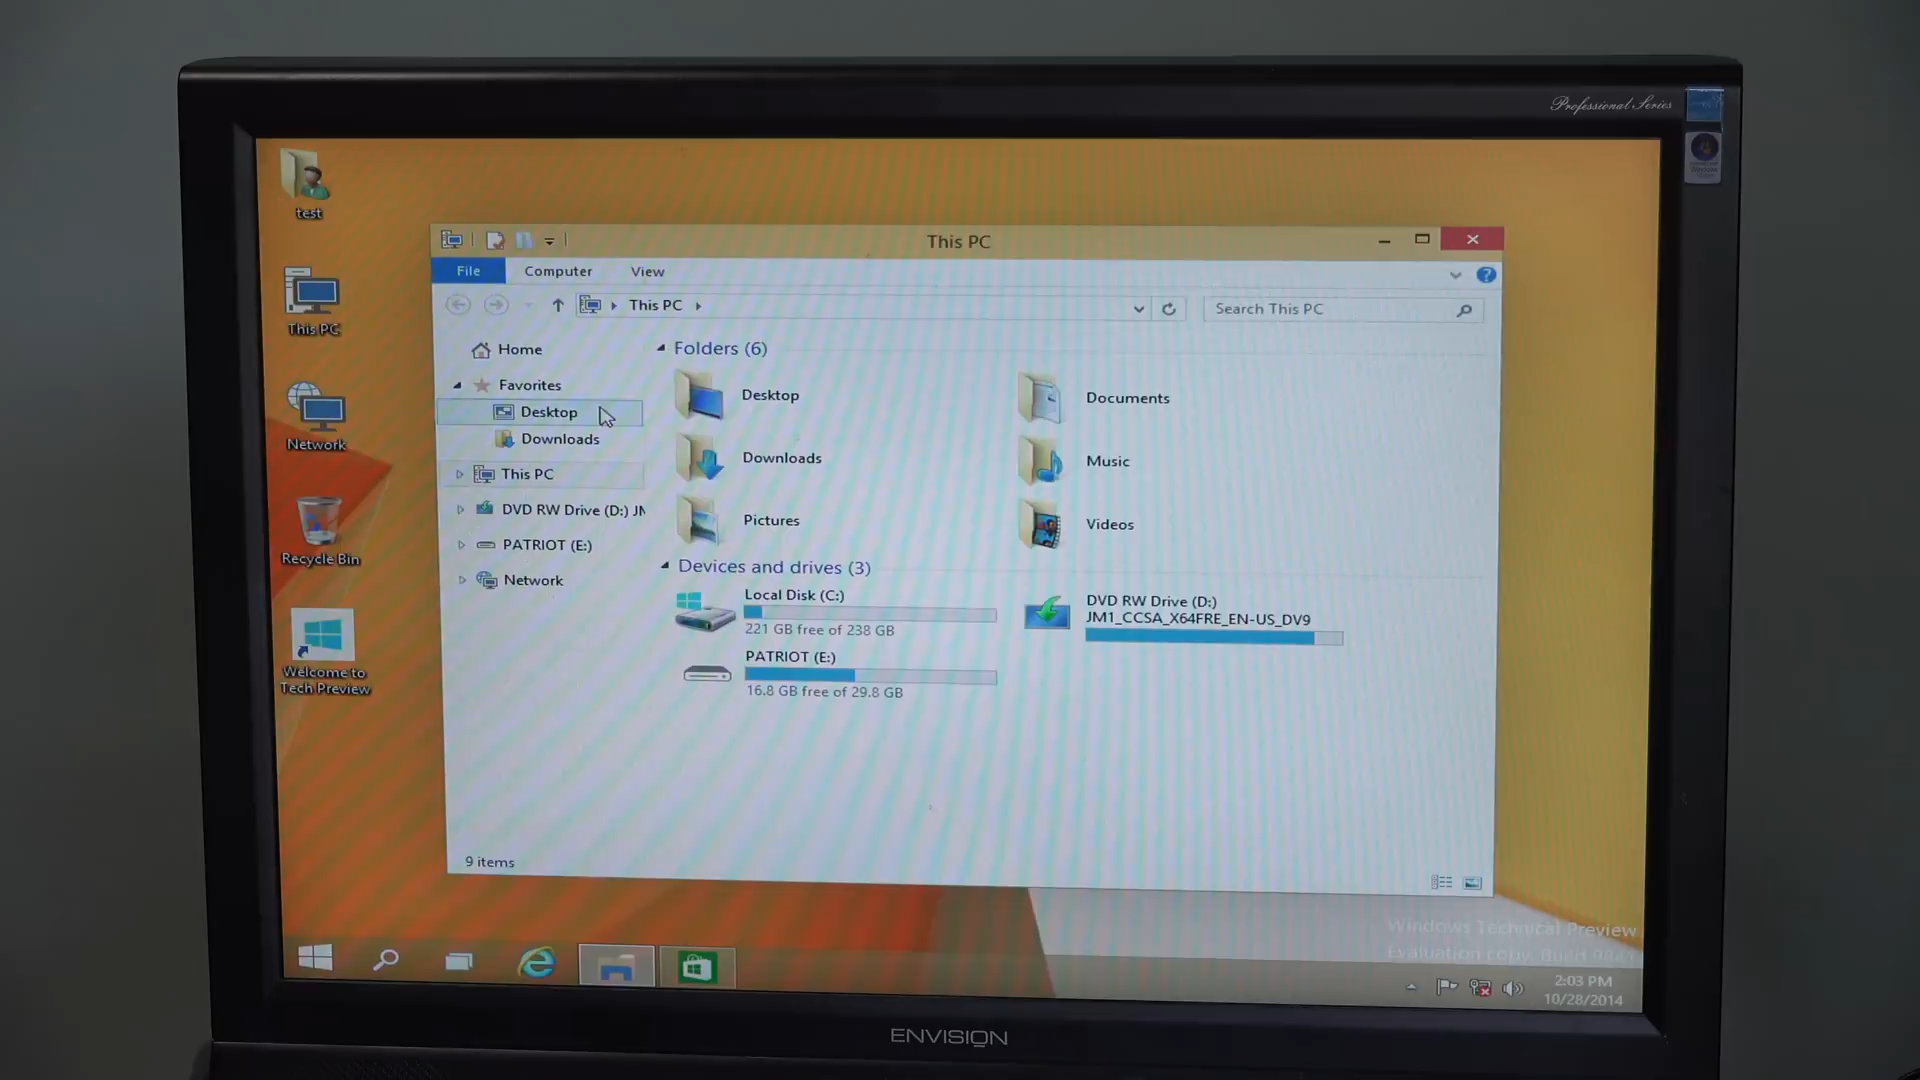 Professional Series
test
This PC
Network
Recycle Bin
Welcome to
Tech Preview
This PC
File
Computer
View
This PC
Search This PC
Home
Favorites
Desktop
Downloads
This PC
DVD RW Drive (D:)
PATRIOT (E:)
Network
Folders (6)
Desktop
Documents
Downloads
Music
Pictures
Videos
Devices and drives (3)
Local Disk (C:)
221 GB free of 238 GB
DVD RW Drive (D:)
JM1_CCSA_X64FRE_EN-US_DV9
PATRIOT (E:)
16.8 GB free of 29.8 GB
9 items
Windows Technical Preview
Evaluation copy. Build
2:03 PM
10/28/2014
ENVISION